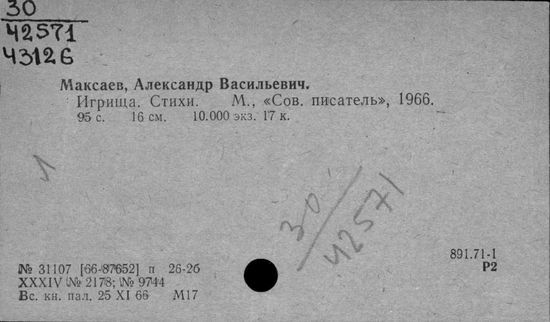 30
42571
43126
Максаев, Александр Васильевич.
Игрища. Стихи. М., «Сов. писатель», 1966.
95 с. 16 см. 10.000 экз. 17 к.
1
30
42571
891.71-1
Р2
№ 31107 [66-87652] п 26-2б
XXXIV № 2178; № 9744
Вс. кн. пал. 25 XI 66 М17